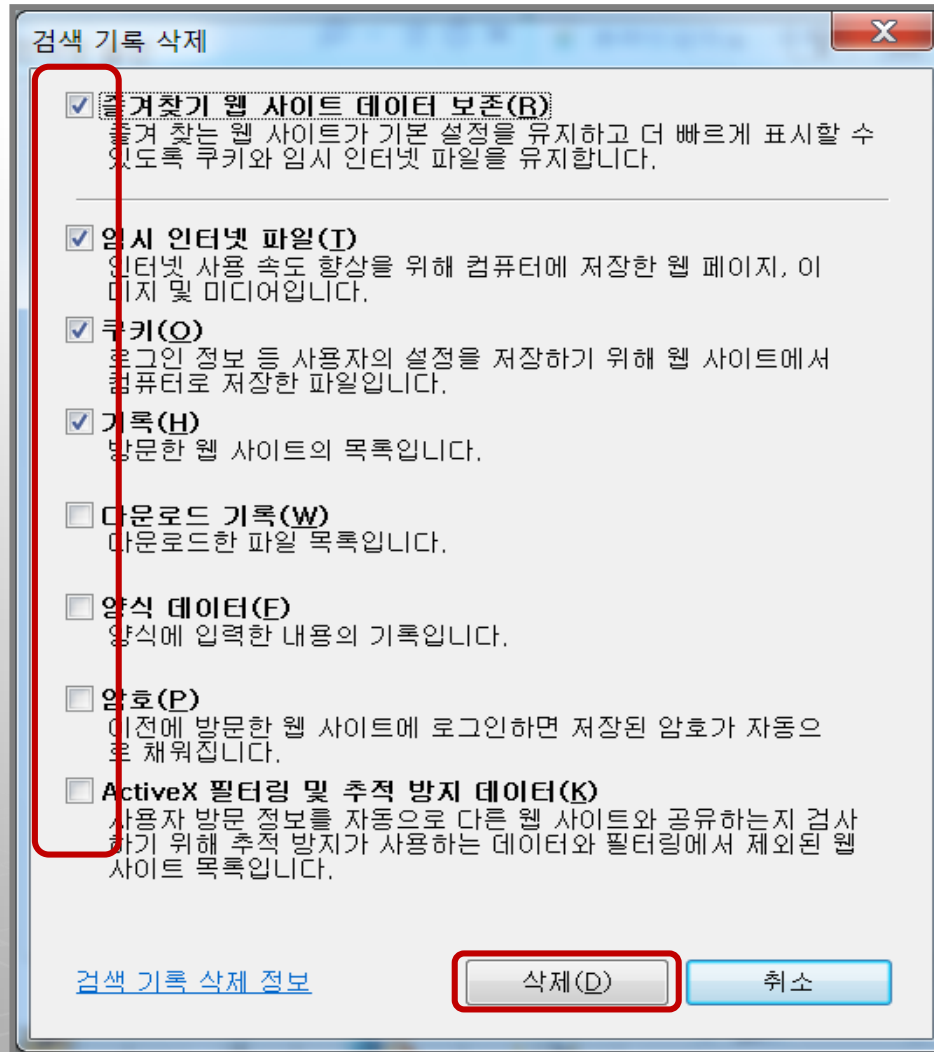 검색 기록 삭제
즐겨찾기 웹 사이트 데이터 보존(R)
즐겨 찾는 웹 사이트가 기본 설정을 유지하고 더 빠르게 표시할 수
있도록 쿠키와 임시 인터넷 파일을 유지합니다.
임시 인터넷 파일(T)
인터넷 사용 속도 향상을 위해 컴퓨터에 저장한 웹 페이지, 이
미지 및 미디어입니다.
쿠키(O)
로그인 정보 등 사용자의 설정을 저장하기 위해 웹 사이트에서
컴퓨터로 저장한 파일입니다.
기록(H)
방문한 웹 사이트의 목록입니다.
다운로드 기록(W)
다운로드한 파일 목록입니다.
양식 데이터(F)
양식에 입력한 내용의 기록입니다.
암호(P)
이전에 방문한 웹 사이트에 로그인하면 저장된 암호가 자동으
로 채워집니다.
ActiveX 필터링 및 추적 방지 데이터(K)
사용자 방문 정보를 자동으로 다른 웹 사이트와 공유하는지 검사
하기 위해 추적 방지가 사용하는 데이터와 필터링에서 제외된 웹
사이트 목록입니다.
검색 기록 삭제 정보
삭제(D)
취소